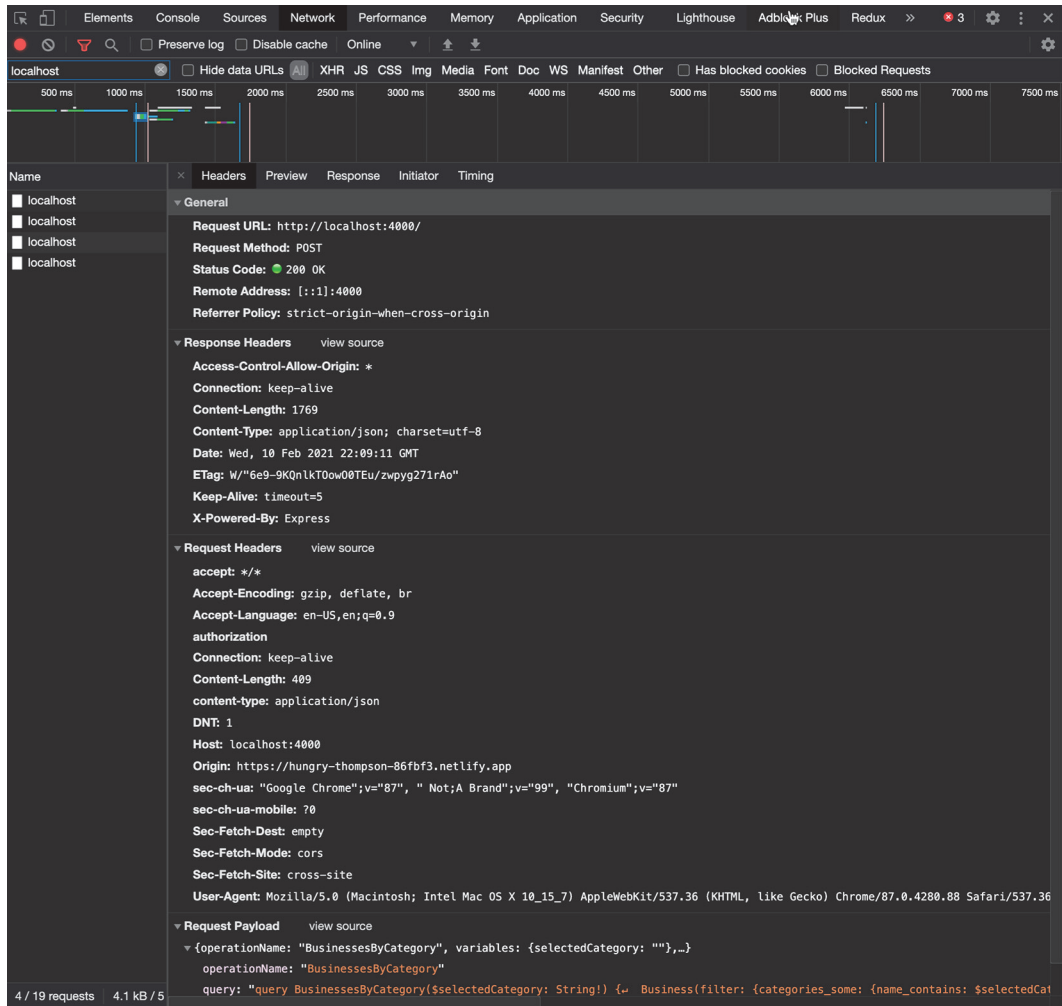 Elements Console Sources Network Performance Memory Application Security Lighthouse Adblock Plus Redux » 3
Preserve log Disable cache Online
localhost Hide data URLs All XHR JS CSS Img Media Font Doc WS Manifest Other Has blocked cookies Blocked Requests
500 ms 1000 ms 1500 ms 2000 ms 2500 ms 3000 ms 3500 ms 4000 ms 4500 ms 5000 ms 5500 ms 6000 ms 6500 ms 7000 ms 7500 ms
Name × Headers Preview Response Initiator Timing
localhost
localhost
localhost
localhost
General
Request URL: http://localhost:4000/
Request Method: POST
Status Code: 200 OK
Remote Address: [::1]:4000
Referrer Policy: strict-origin-when-cross-origin
Response Headers view source
Access-Control-Allow-Origin: *
Connection: keep-alive
Content-Length: 1769
Content-Type: application/json; charset=utf-8
Date: Wed, 10 Feb 2021 22:09:11 GMT
ETag: W/"6e9-9KQnlkTOowO0TEu/zwpyg271rAo"
Keep-Alive: timeout=5
X-Powered-By: Express
Request Headers view source
accept: */*
Accept-Encoding: gzip, deflate, br
Accept-Language: en-US,en;q=0.9
authorization
Connection: keep-alive
Content-Length: 409
content-type: application/json
DNT: 1
Host: localhost:4000
Origin: https://hungry-thompson-86fbf3.netlify.app
sec-ch-ua: "Google Chrome";v="87", " Not;A Brand";v="99", "Chromium";v="87"
sec-ch-ua-mobile: ?0
Sec-Fetch-Dest: empty
Sec-Fetch-Mode: cors
Sec-Fetch-Site: cross-site
User-Agent: Mozilla/5.0 (Macintosh; Intel Mac OS X 10_15_7) AppleWebKit/537.36 (KHTML, like Gecko) Chrome/87.0.4280.88 Safari/537.36
Request Payload view source
{operationName: "BusinessesByCategory", variables: {selectedCategory: ""},…}
operationName: "BusinessesByCategory"
query: "query BusinessesByCategory($selectedCategory: String!) {↵ Business(filter: {categories_some: {name_contains: $selectedCat
4 / 19 requests 4.1 kB / 5